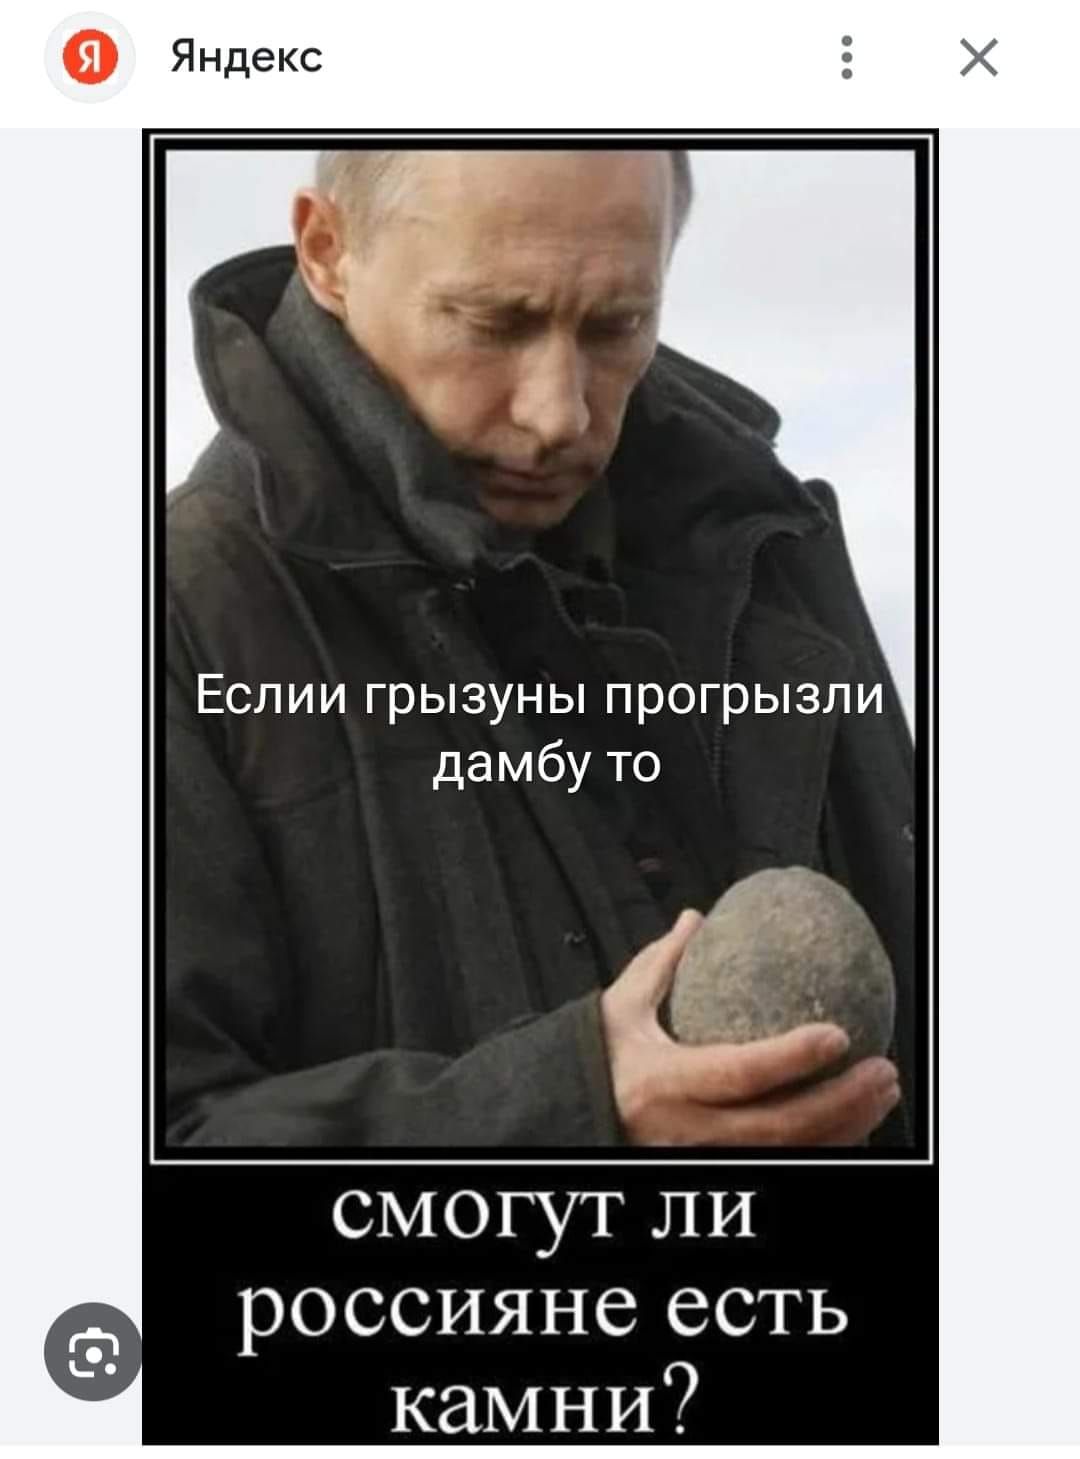 Яндекс
Еслии грызуны прогрызли
дамбу то
смогут ли
россияне есть
камни?